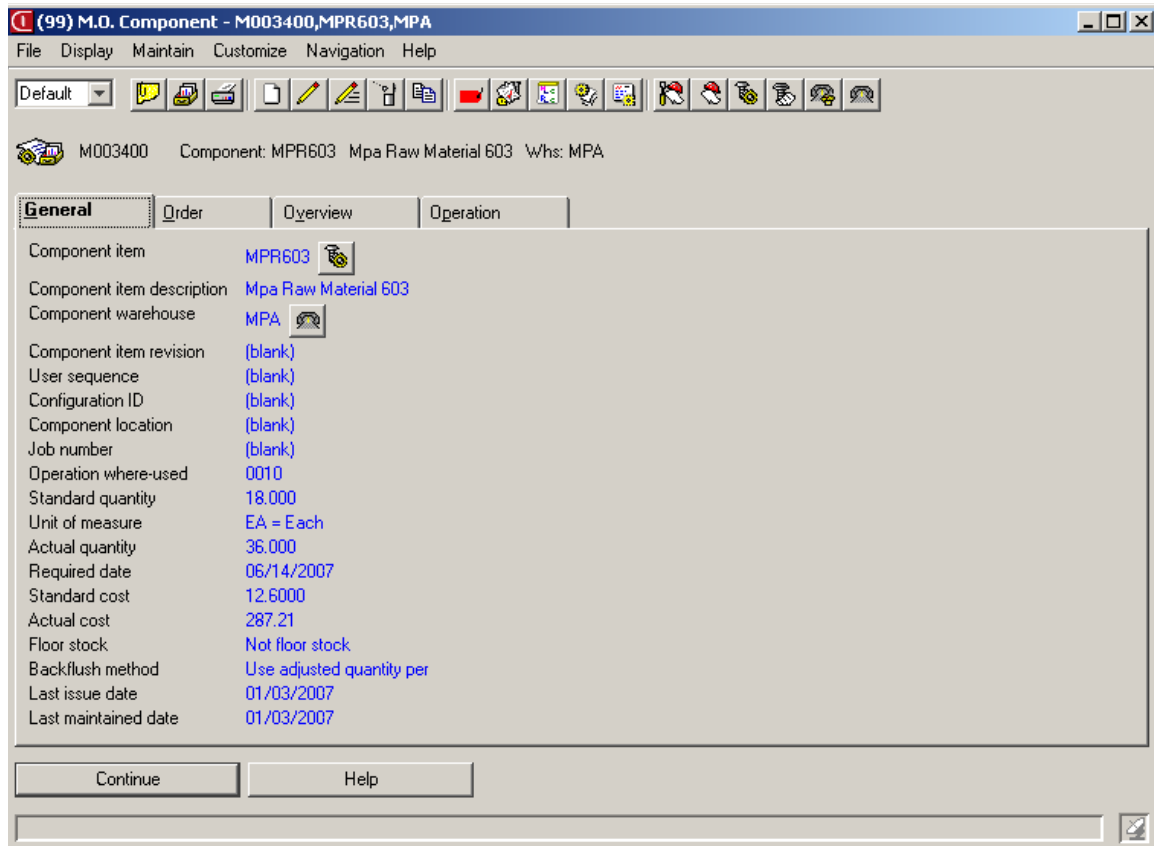 (99) M.O. Component - M003400,MPR603,MPA
File Display Maintain Customize Navigation Help
Default
M003400 Component: MPR603 Mpa Raw Material 603 Whs: MPA
General Order Overview Operation
Component item MPR603
Component item description Mpa Raw Material 603
Component warehouse MPA
Component item revision (blank)
User sequence (blank)
Configuration ID (blank)
Component location (blank)
Job number (blank)
Operation where-used 0010
Standard quantity 18.000
Unit of measure EA = Each
Actual quantity 36.000
Required date 06/14/2007
Standard cost 12.6000
Actual cost 287.21
Floor stock Not floor stock
Backflush method Use adjusted quantity per
Last issue date 01/03/2007
Last maintained date 01/03/2007
Continue Help